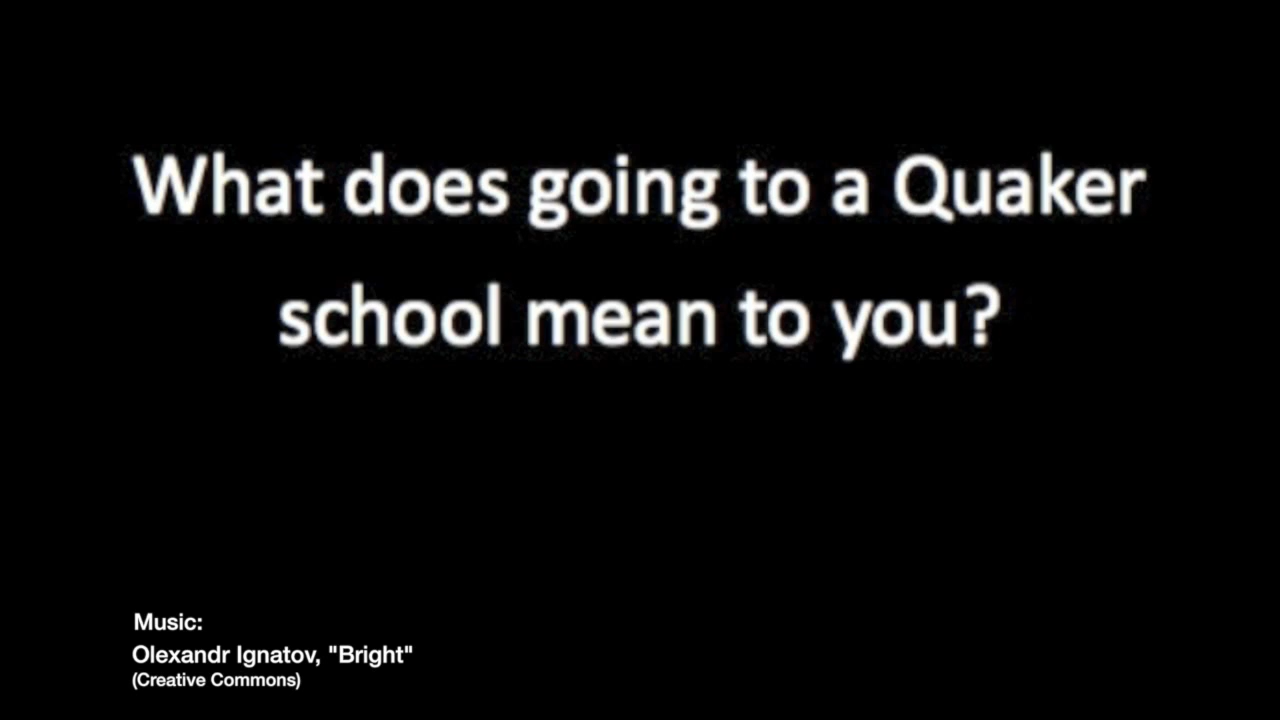 What does going to a Quaker
school mean to you?
Music:
Olexandr Ignatov, "Bright"
(Creative Commons)